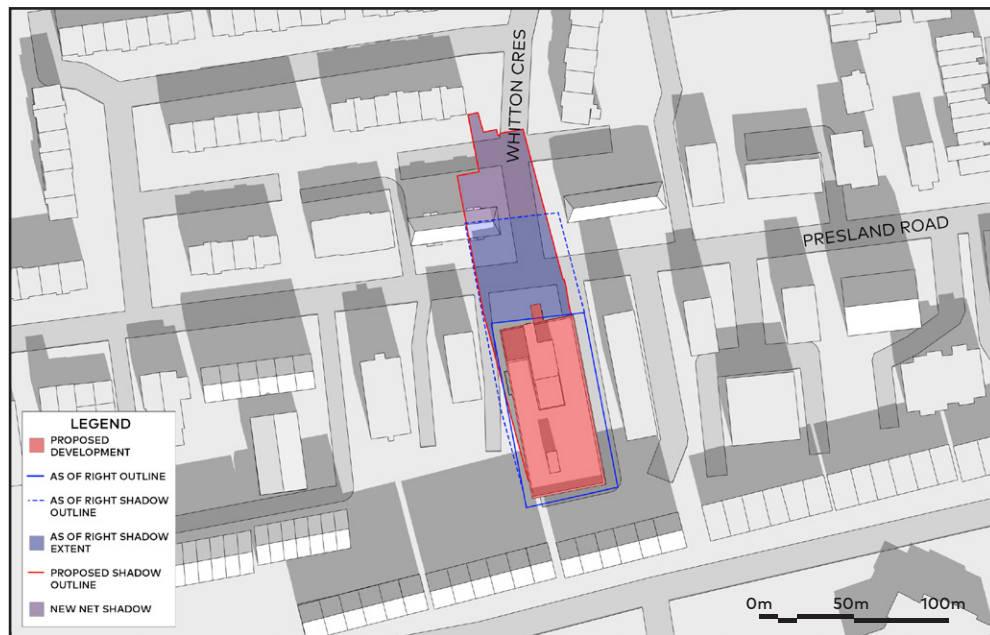 WHITTON CRES
PRESLAND ROAD
LEGEND
PROPOSED
DEVELOPMENT
AS OF RIGHT OUTLINE
AS OF RIGHT SHADOW
OUTLINE
AS OF RIGHT SHADOW
EXTENT
PROPOSED SHADOW
OUTLINE
NEW NET SHADOW
0m 50m 100m